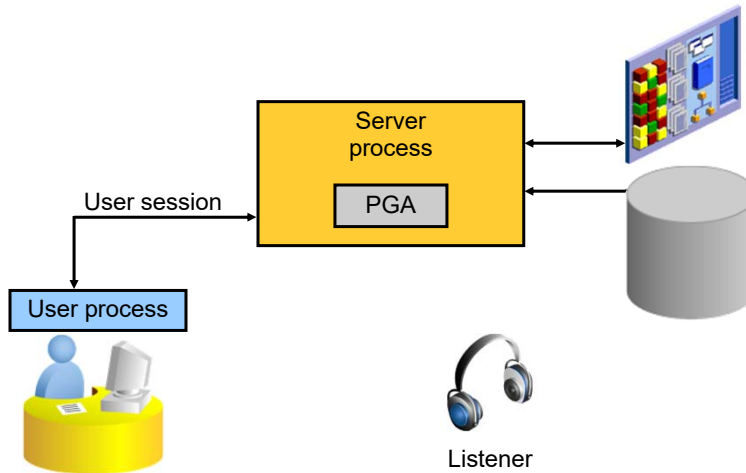 Server
process
PGA
User session
User process
Listener